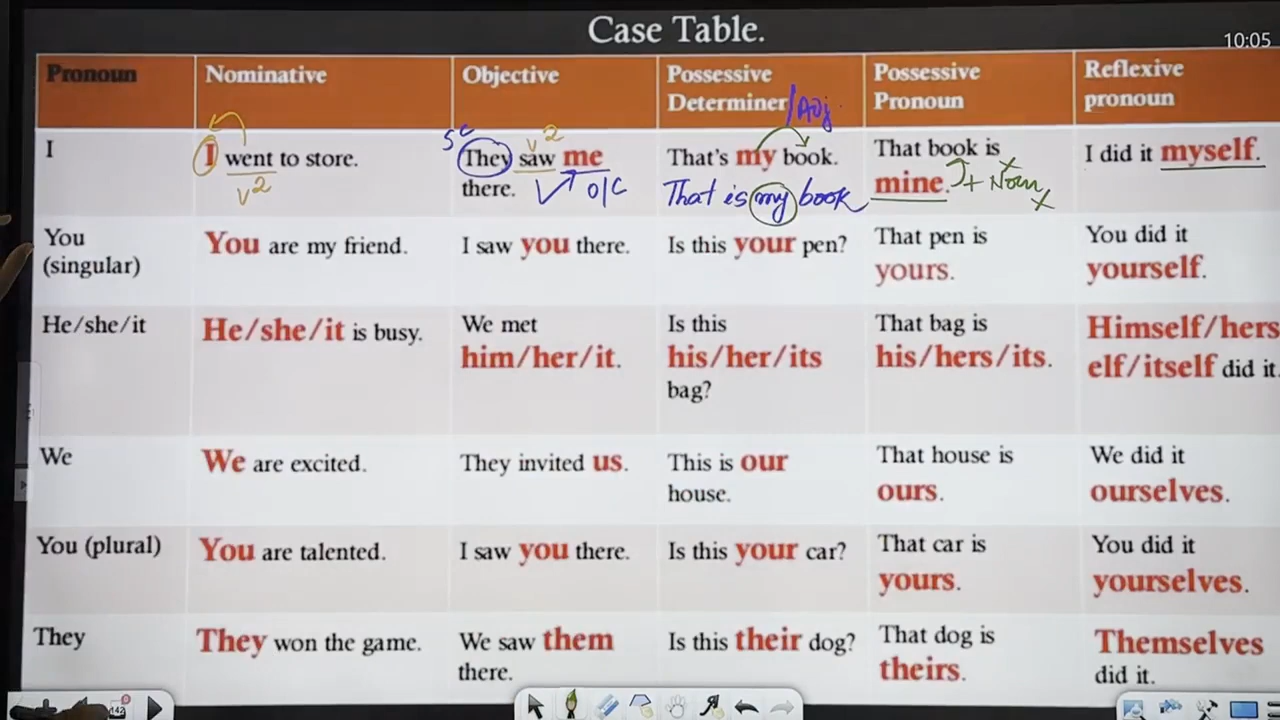 Case Table.
10:05
Pronoun
Nominative
Objective
Possessive
Determiner/Adj.
Possessive
Pronoun
Reflexive
pronoun
I
I went to store.
V2
SC
V2
They saw me
there.
O/C
That's my book.
That is my book
That book is
mine. + Noun
I did it myself.
You
(singular)
You are my friend.
I saw you there.
Is this your pen?
That pen is
yours.
You did it
yourself.
He/she/it
He/she/it is busy.
We met
him/her/it.
Is this
his/her/its
bag?
That bag is
his/hers/its.
Himself/hers
elf/itself did it.
We
We are excited.
They invited us.
This is our
house.
That house is
ours.
We did it
ourselves.
You (plural)
You are talented.
I saw you there.
Is this your car?
That car is
yours.
You did it
yourselves.
They
They won the game.
We saw them
there.
Is this their dog?
That dog is
theirs.
Themselves
did it.
142